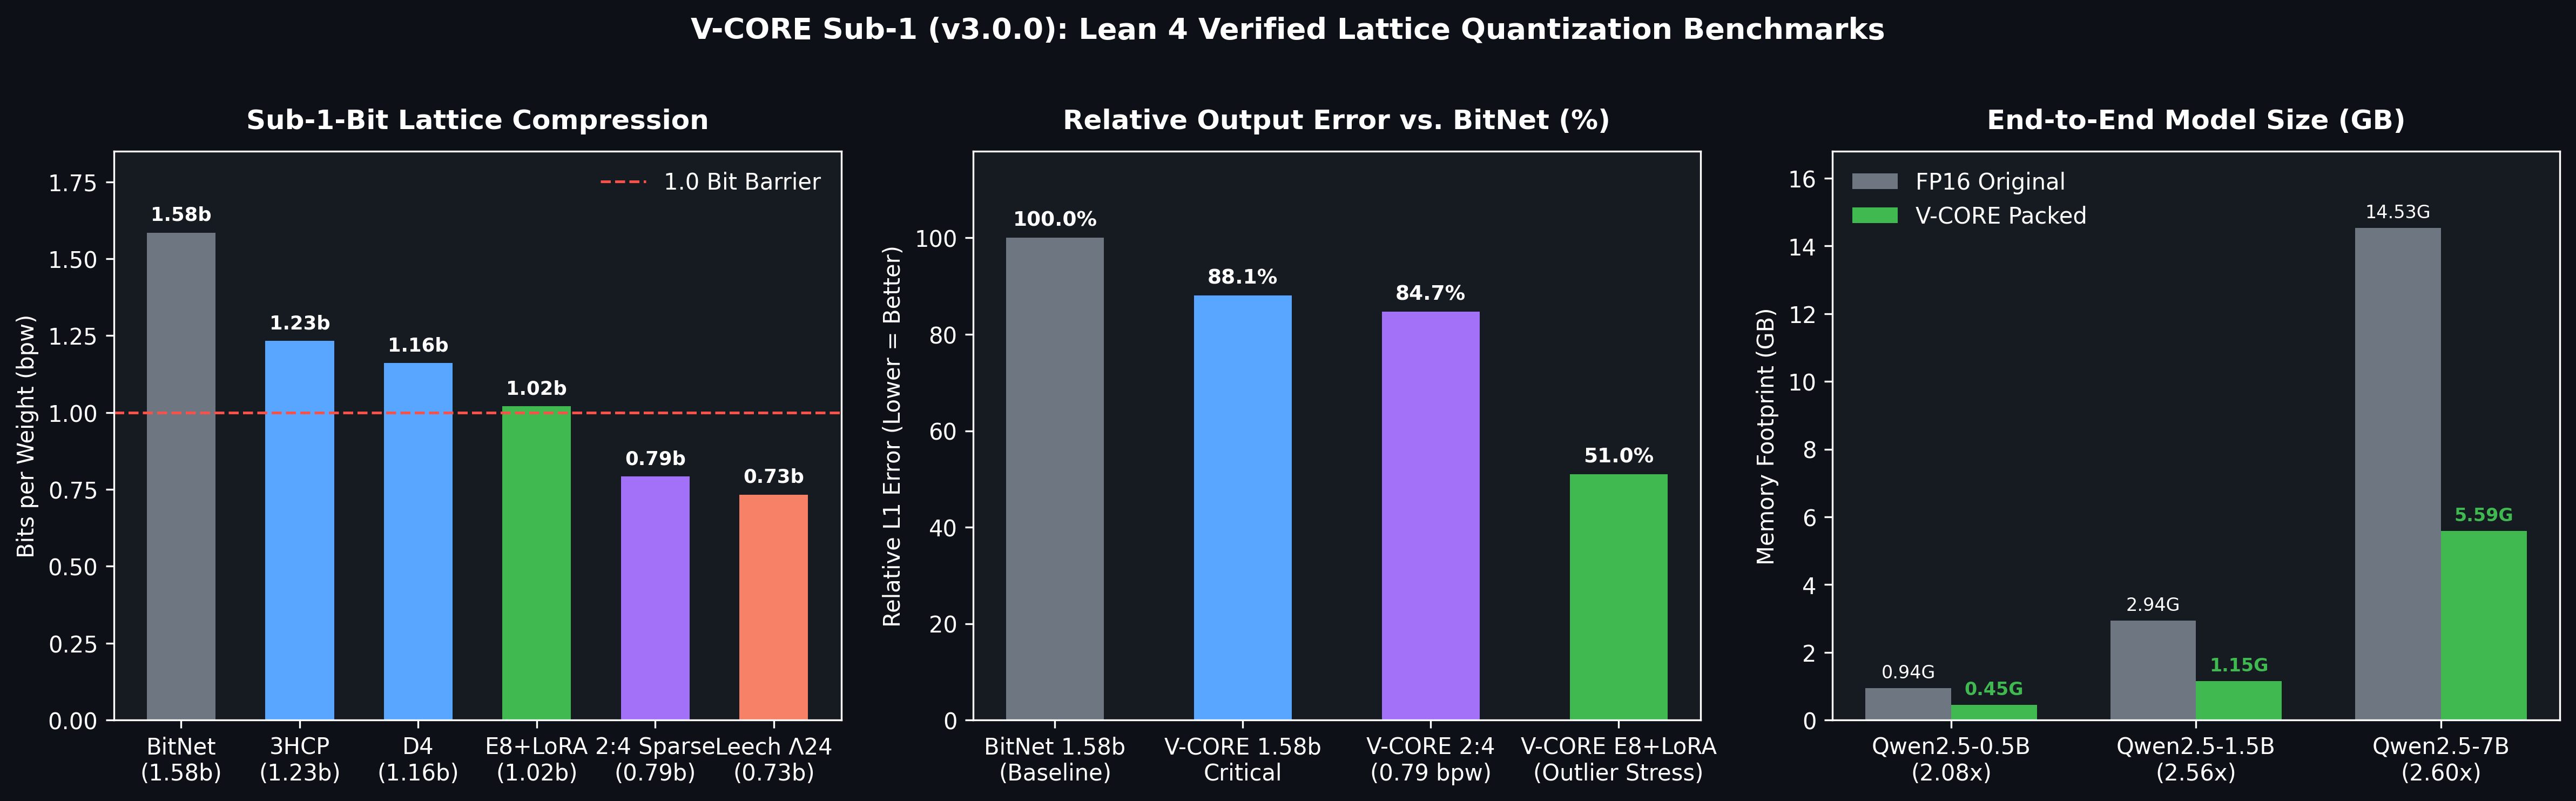 V-CORE Sub-1 (v3.0.0): Lean 4 Verified Lattice Quantization Benchmarks
Sub-1-Bit Lattice Compression
Bits per Weight (bpw)
1.75
1.50
1.25
1.00
0.75
0.50
0.25
0.00
1.0 Bit Barrier
1.58b
1.23b
1.16b
1.02b
0.79b
0.73b
BitNet
(1.58b)
3HCP
(1.23b)
D4
(1.16b)
E8+LoRA
(1.02b)
2:4 Sparse
(0.79b)
Leech Λ24
(0.73b)
Relative Output Error vs. BitNet (%)
Relative L1 Error (Lower = Better)
100
80
60
40
20
0
100.0%
88.1%
84.7%
51.0%
BitNet 1.58b
(Baseline)
V-CORE 1.58b
Critical
V-CORE 2:4
(0.79 bpw)
V-CORE E8+LoRA
(Outlier Stress)
End-to-End Model Size (GB)
Memory Footprint (GB)
16
14
12
10
8
6
4
2
0
FP16 Original
V-CORE Packed
0.94G
0.45G
2.94G
1.15G
14.53G
5.59G
Qwen2.5-0.5B
(2.08x)
Qwen2.5-1.5B
(2.56x)
Qwen2.5-7B
(2.60x)